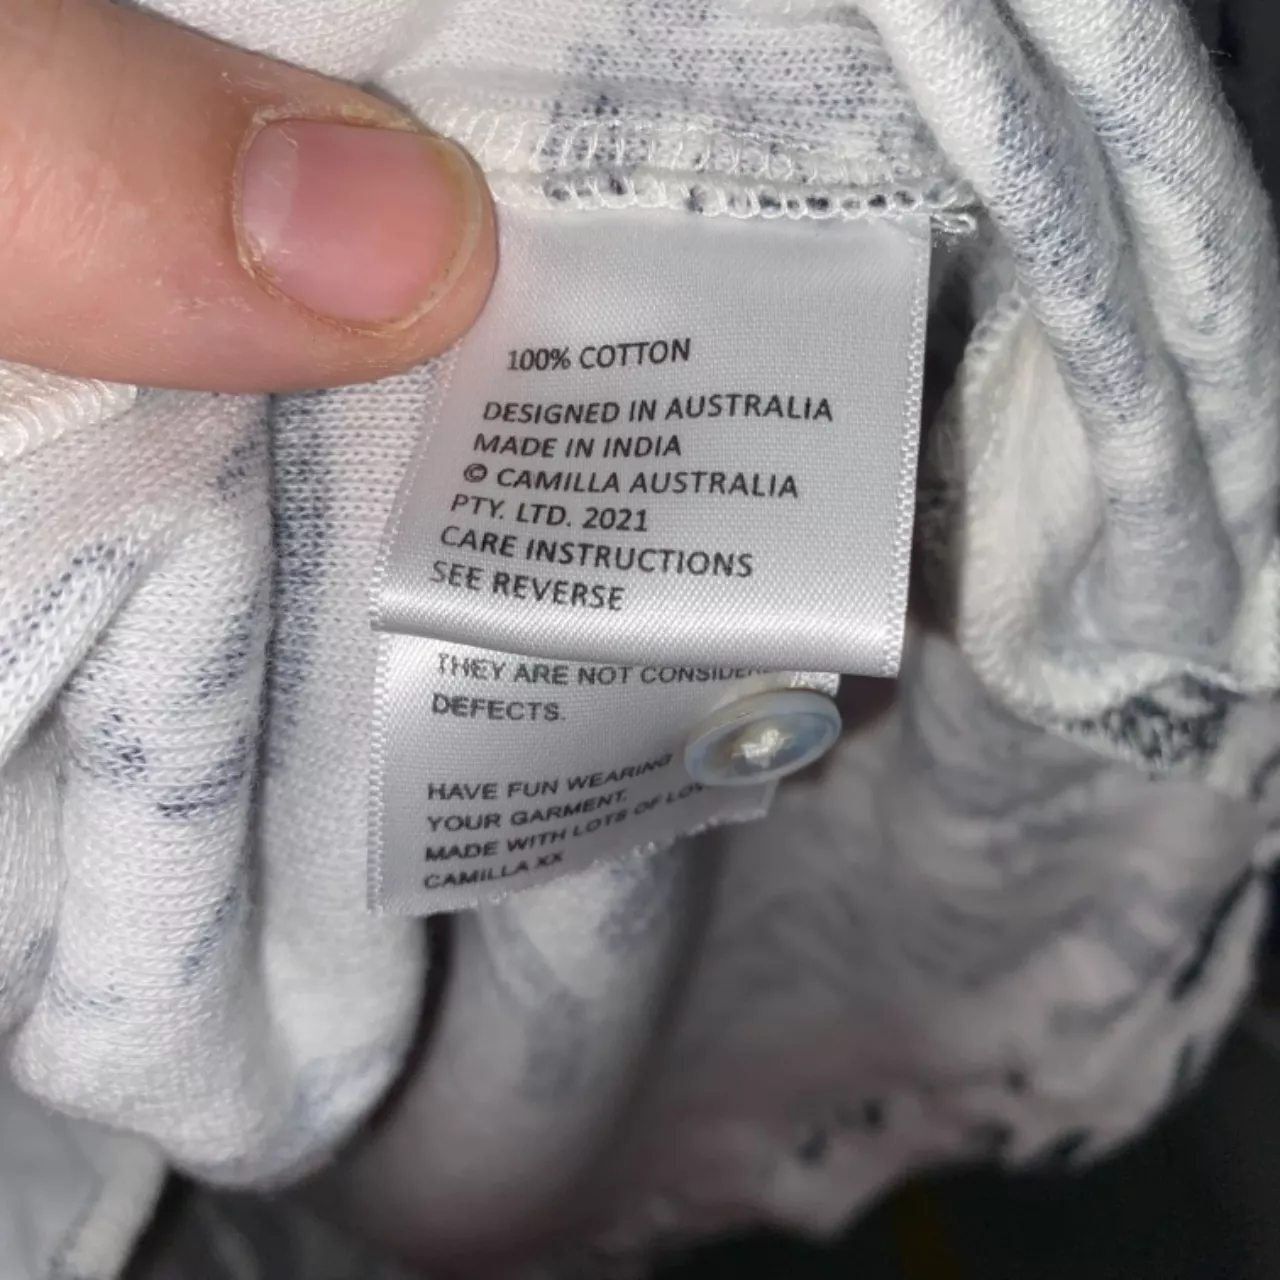 100% COTTON
DESIGNED IN AUSTRALIA
MADE IN INDIA
© CAMILLA AUSTRALIA
PTY. LTD. 2021
CARE INSTRUCTIONS
SEE REVERSE
THEY ARE NOT CONSIDERED
DEFECTS.
HAVE FUN WEARING
YOUR GARMENT.
MADE WITH LOTS OF
CAMILLA XX